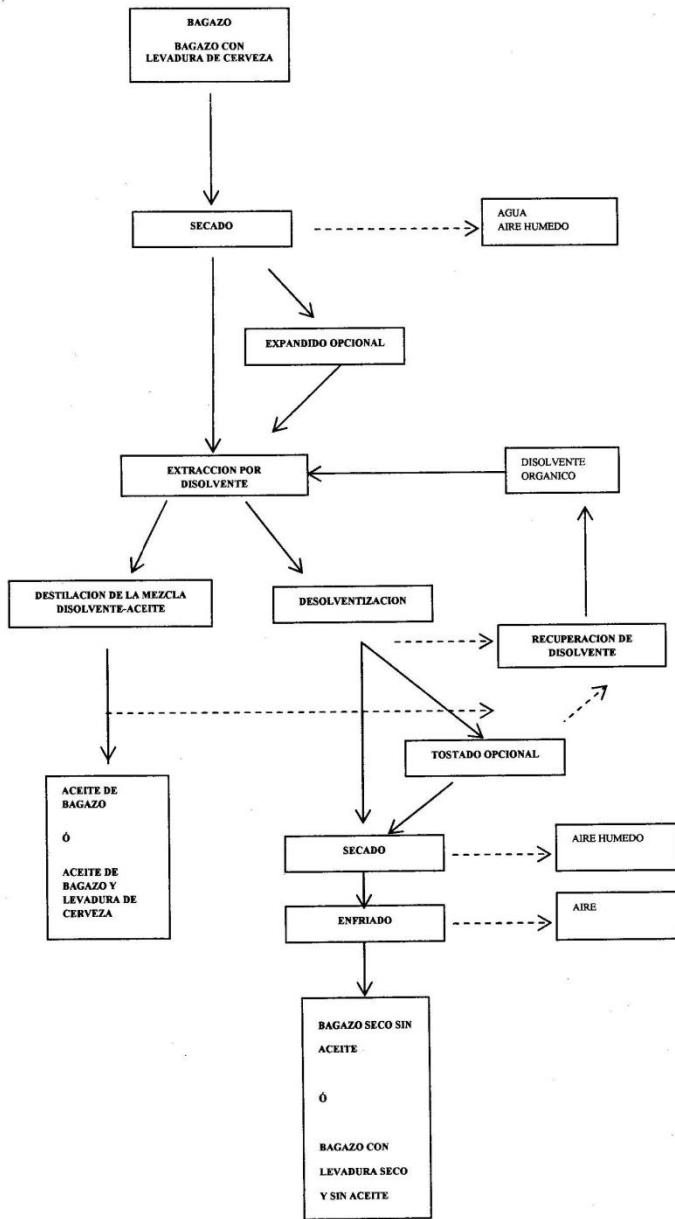 BAGAZO
BAGAZO CON
LEVADURA DE CERVEZA
SECADO
AGUA
AIRE HUMEDO
EXPANDIDO OPCIONAL
EXTRACCION POR
DISOLVENTE
DISOLVENTE
ORGANICO
DESTILACION DE LA MEZCLA
DISOLVENTE-ACEITE
DESOLVENTIZACION
RECUPERACION DE
DISOLVENTE
TOSTADO OPCIONAL
ACEITE DE
BAGAZO
Ó
ACEITE DE
BAGAZO Y
LEVADURA DE
CERVEZA
SECADO
AIRE HUMEDO
ENFRIADO
AIRE
BAGAZO SECO SIN
ACEITE
Ó
BAGAZO CON
LEVADURA SECO
Y SIN ACEITE